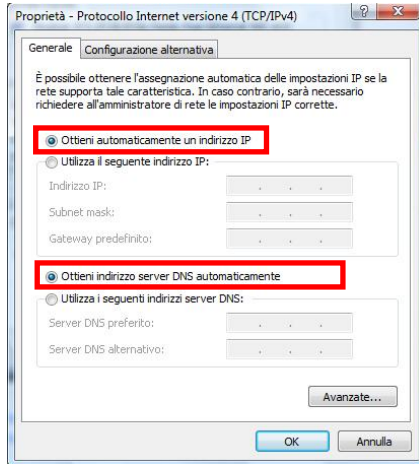 Proprietà - Protocollo Internet versione 4 (TCP/IPv4)
Generale
Configurazione alternativa
È possibile ottenere l'assegnazione automatica delle impostazioni IP se la
rete supporta tale caratteristica. In caso contrario, sarà necessario
richiedere all'amministratore di rete le impostazioni IP corrette.
Ottieni automaticamente un indirizzo IP
Utilizza il seguente indirizzo IP:
Indirizzo IP:
Subnet mask:
Gateway predefinito:
Ottieni indirizzo server DNS automaticamente
Utilizza i seguenti indirizzi server DNS:
Server DNS preferito:
Server DNS alternativo:
Avanzate...
OK
Annulla